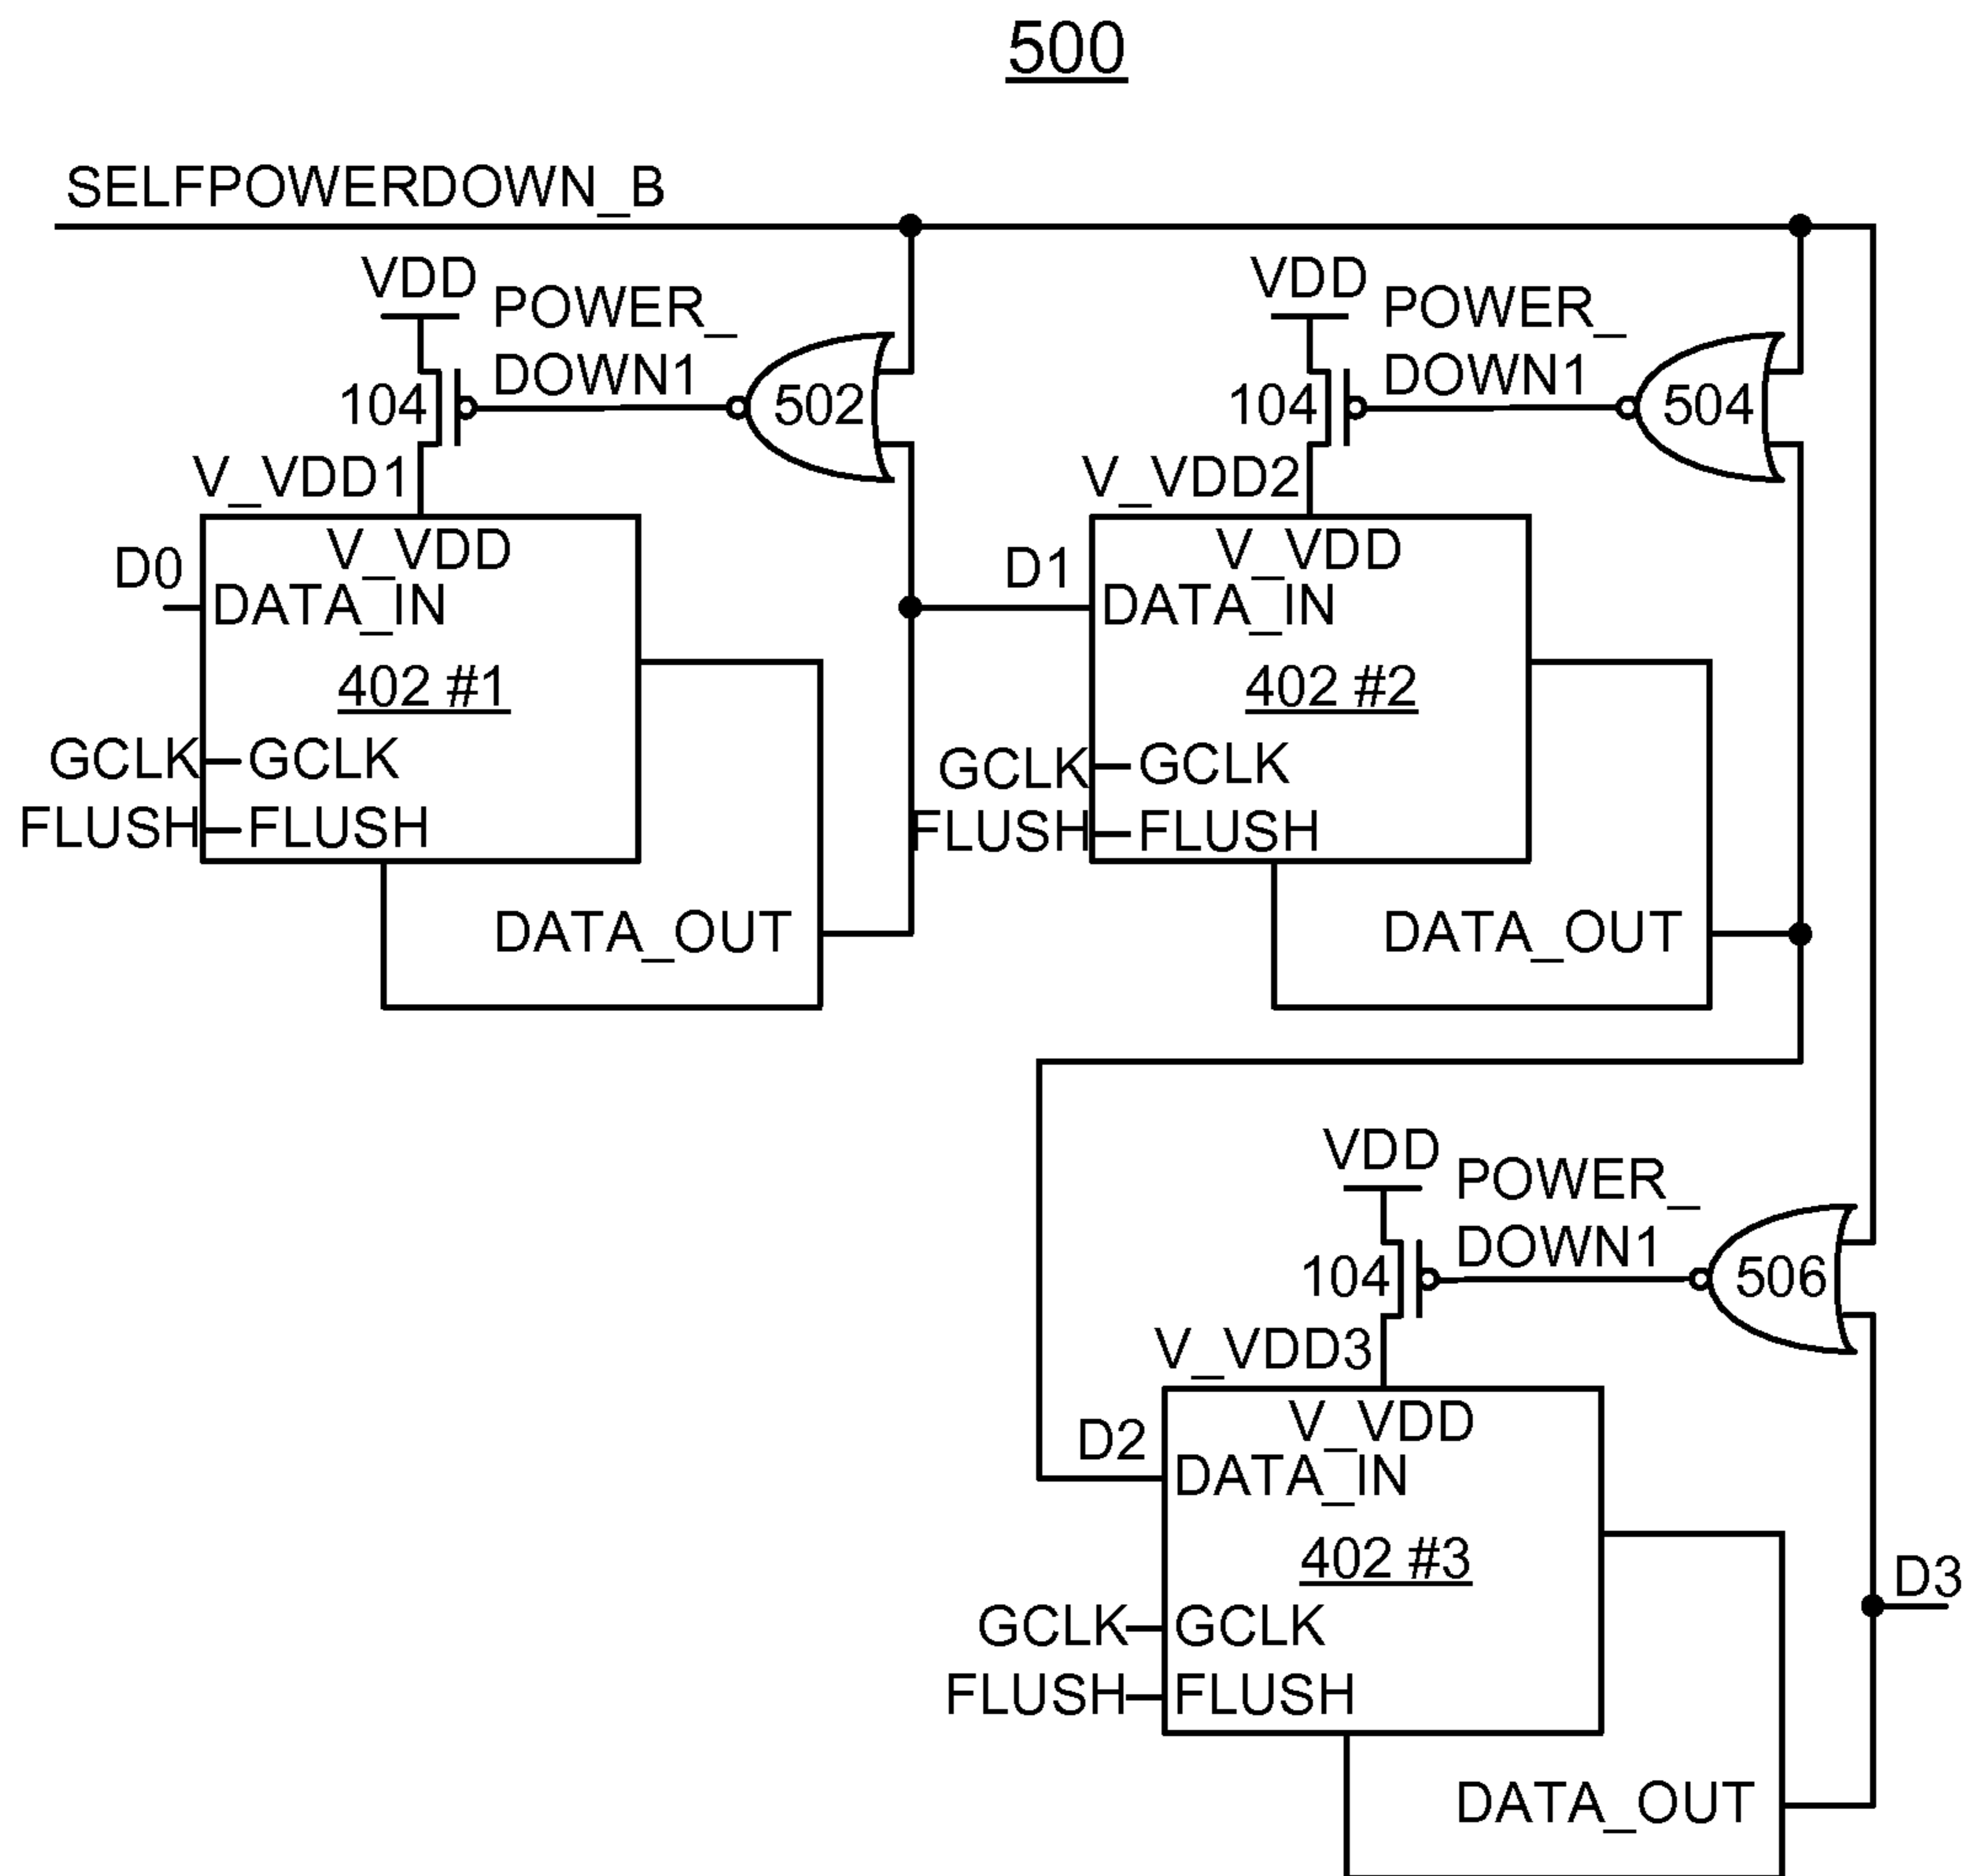 500
SELFPOWERDOWN_B
VDD
POWER_
DOWN1
104
502
V_VDD1
VDD
POWER_
DOWN1
104
504
V_VDD2
D0
V_VDD
DATA_IN
402 #1
GCLK
GCLK
FLUSH
FLUSH
DATA_OUT
D1
V_VDD
DATA_IN
402 #2
GCLK
GCLK
FLUSH
FLUSH
DATA_OUT
VDD
POWER_
DOWN1
104
506
V_VDD3
D2
V_VDD
DATA_IN
402 #3
D3
GCLK
GCLK
FLUSH
FLUSH
DATA_OUT